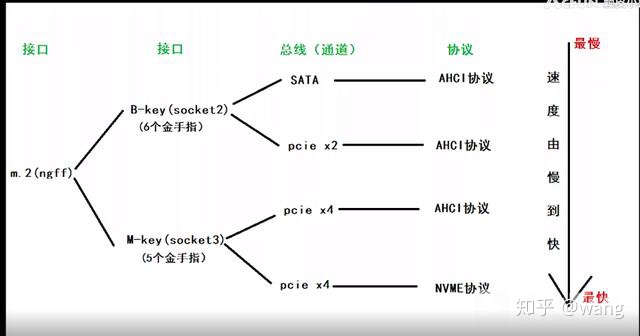 接口 接口 总线（通道） 协议 最慢
SATA AHCI协议
B-key(socket2)
(6个金手指)
pcie x2 AHCI协议
m.2(ngff)
pcie x4 AHCI协议
M-key(socket3)
(5个金手指)
pcie x4 NVME协议
速度由慢到快
最快
知乎 @wang